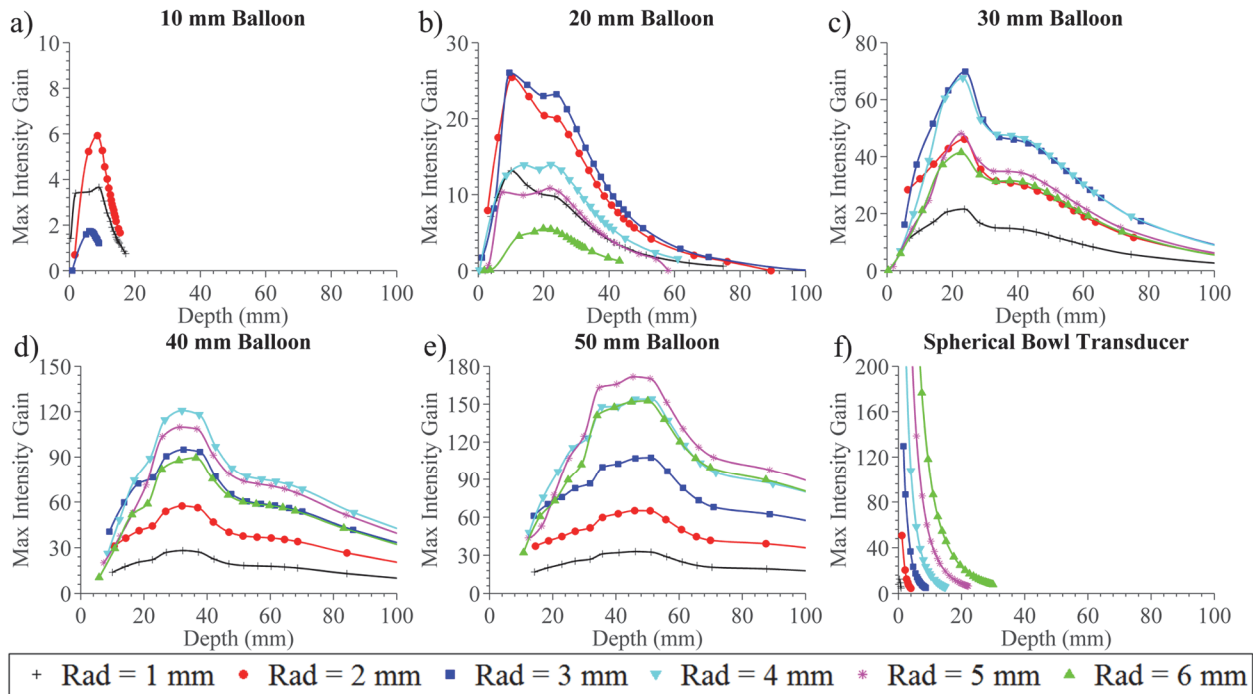 a) 10 mm Balloon
Max Intensity Gain
10
8
6
4
2
0
0 20 40 60 80 100
Depth (mm)
b) 20 mm Balloon
Max Intensity Gain
30
20
10
0
0 20 40 60 80 100
Depth (mm)
c) 30 mm Balloon
Max Intensity Gain
80
60
40
20
0
0 20 40 60 80 100
Depth (mm)
d) 40 mm Balloon
Max Intensity Gain
150
120
90
60
30
0
0 20 40 60 80 100
Depth (mm)
e) 50 mm Balloon
Max Intensity Gain
180
150
120
90
60
30
0
0 20 40 60 80 100
Depth (mm)
f) Spherical Bowl Transducer
Max Intensity Gain
200
160
120
80
40
0
0 20 40 60 80 100
Depth (mm)
Rad = 1 mm Rad = 2 mm Rad = 3 mm Rad = 4 mm Rad = 5 mm Rad = 6 mm